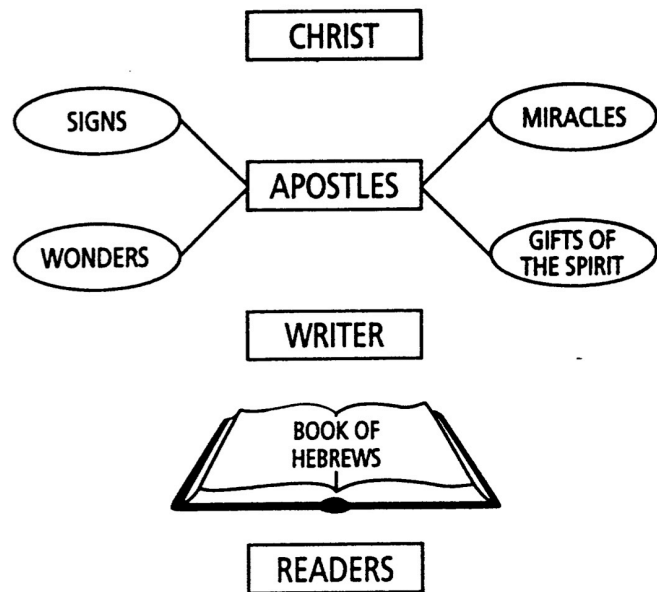 CHRIST
SIGNS
MIRACLES
APOSTLES
WONDERS
GIFTS OF
THE SPIRIT
WRITER
BOOK OF
HEBREWS
READERS